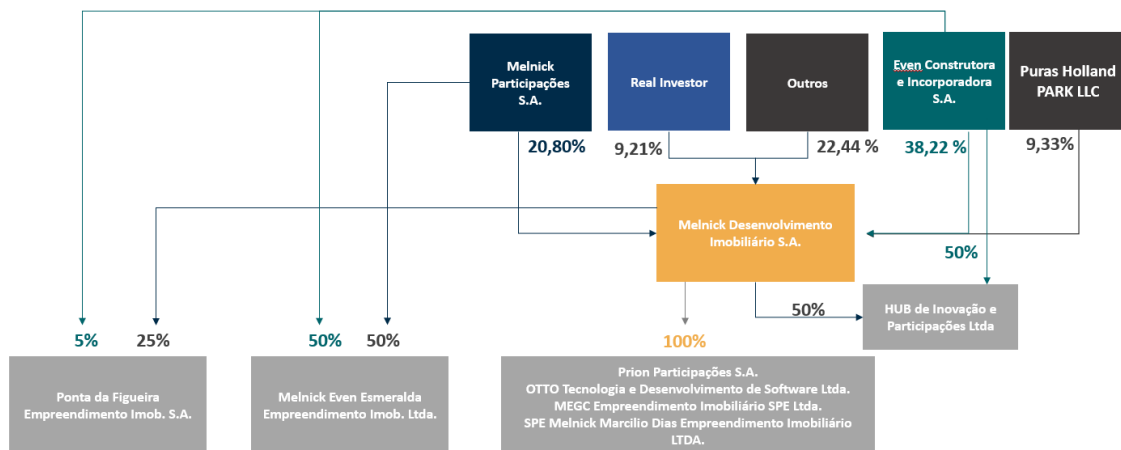 Melnick
Participações
S.A.
Real Investor
Outros
Even Construtora
e Incorporadora
S.A.
Puras Holland
PARK LLC
20,80%
9,21%
22,44 %
38,22 %
9,33%
Melnick Desenvolvimento
Imobiliário S.A.
50%
50%
HUB de Inovação e
Participações Ltda
5%
25%
50%
50%
100%
Ponta da Figueira
Empreendimento Imob. S.A.
Melnick Even Esmeralda
Empreendimento Imob. Ltda.
Prion Participações S.A.
OTTO Tecnologia e Desenvolvimento de Software Ltda.
MEGC Empreendimento Imobiliário SPE Ltda.
SPE Melnick Marcilio Dias Empreendimento Imobiliário
LTDA.